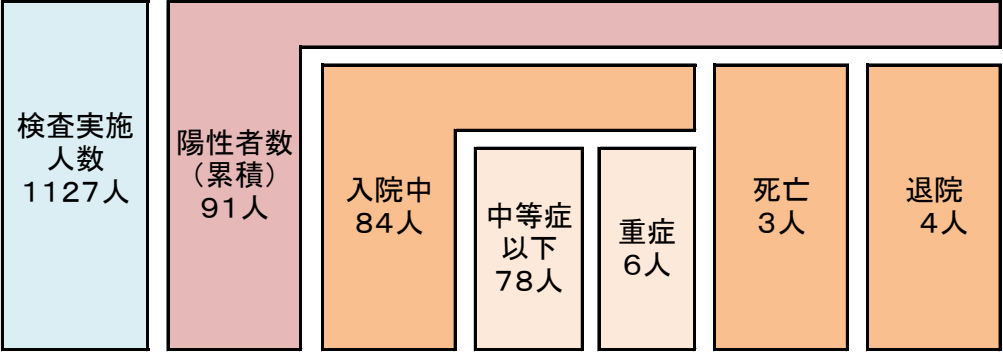 検査実施
人数
1127人
陽性者数
(累積)
91人
入院中
84人
中等症
以下
78人
重症
6人
死亡
3人
退院
4人